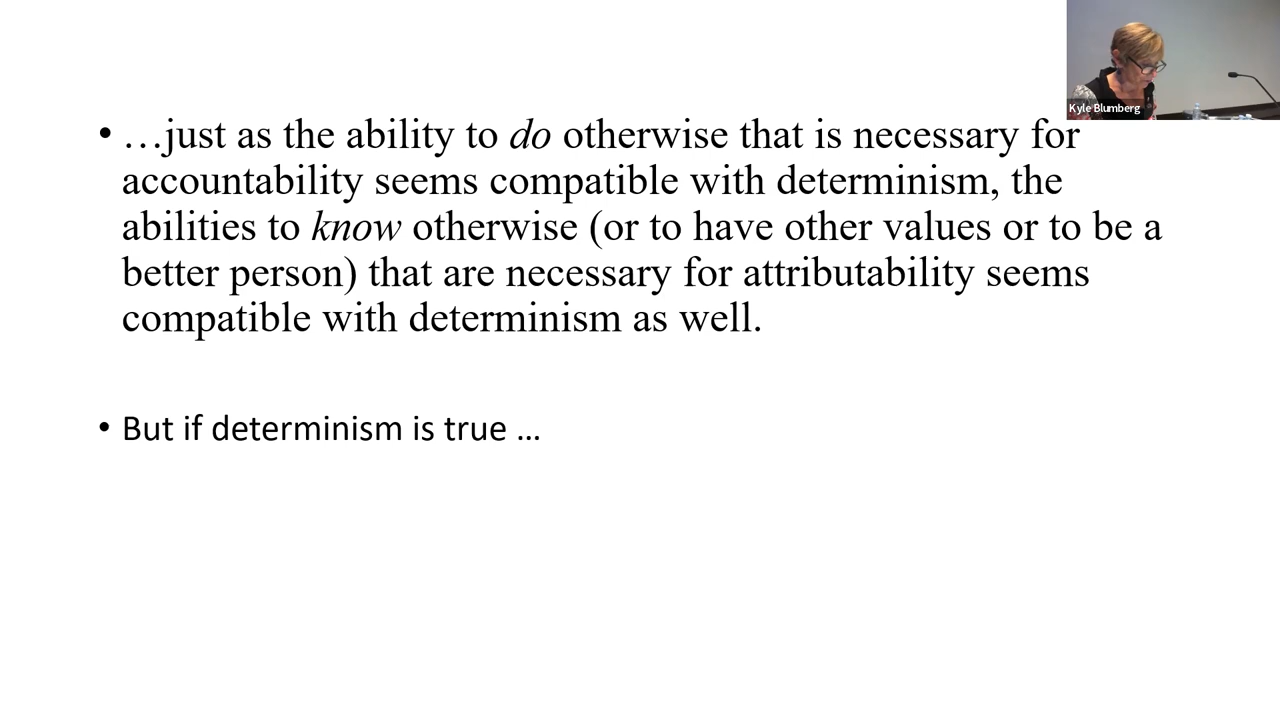 Kyle Blumberg
• …just as the ability to do otherwise that is necessary for
accountability seems compatible with determinism, the
abilities to know otherwise (or to have other values or to be a
better person) that are necessary for attributability seems
compatible with determinism as well.
• But if determinism is true …